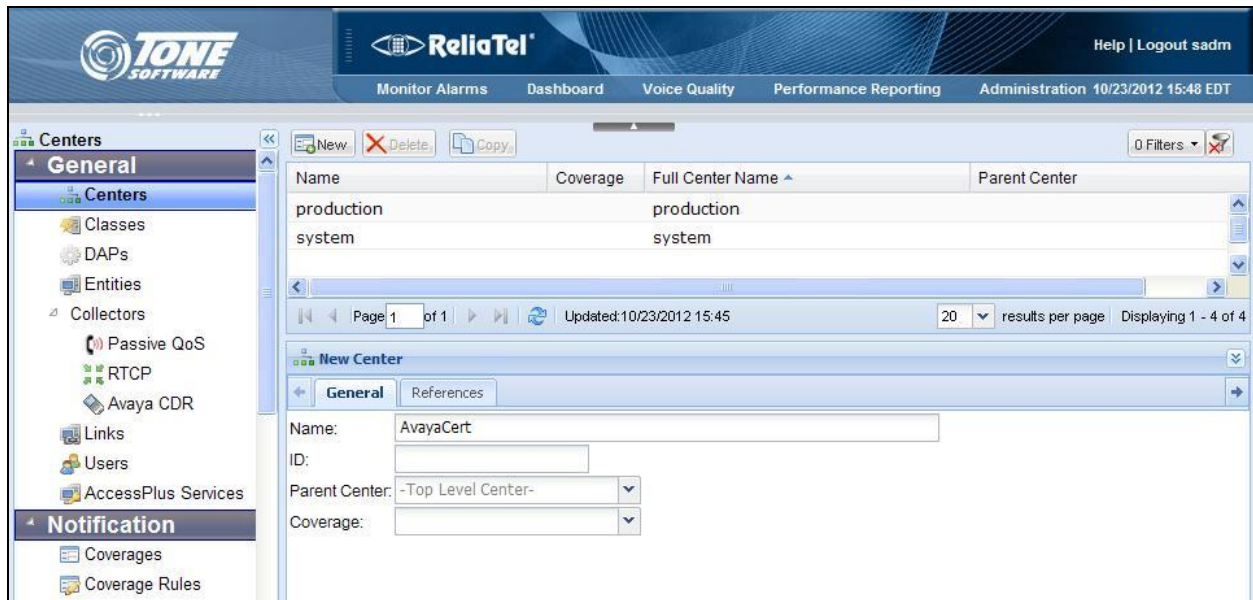 TONE
SOFTWARE
ReliaTel
Help | Logout sadm
Monitor Alarms Dashboard Voice Quality Performance Reporting Administration 10/23/2012 15:48 EDT
Centers
General
Centers
Classes
DAPs
Entities
Collectors
Passive QoS
RTCP
Avaya CDR
Links
Users
AccessPlus Services
Notification
Coverages
Coverage Rules
New Delete Copy 0 Filters
Name Coverage Full Center Name Parent Center
production production
system system
Page 1 of 1 Updated:10/23/2012 15:45 20 results per page Displaying 1 - 4 of 4
New Center
General References
Name: AvayaCert
ID:
Parent Center: -Top Level Center-
Coverage: